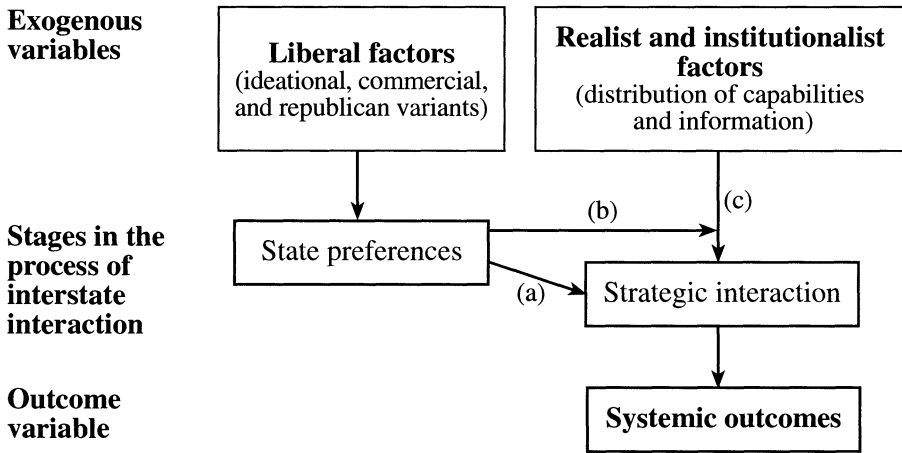 Exogenous
variables
Liberal factors
(ideational, commercial,
and republican variants)
Realist and institutionalist
factors
(distribution of capabilities
and information)
(b)
(c)
Stages in the
process of
interstate
interaction
State preferences
(a)
Strategic interaction
Outcome
variable
Systemic outcomes